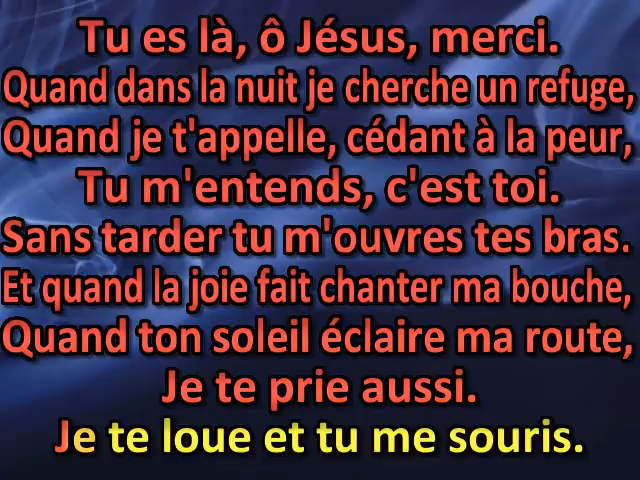 Tu es là, ô Jésus, merci.
Quand dans la nuit je cherche un refuge,
Quand je t'appelle, cédant à la peur,
Tu m'entends, c'est toi.
Sans tarder tu m'ouvres tes bras.
Et quand la joie fait chanter ma bouche,
Quand ton soleil éclaire ma route,
Je te prie aussi.
Je te loue et tu me souris.